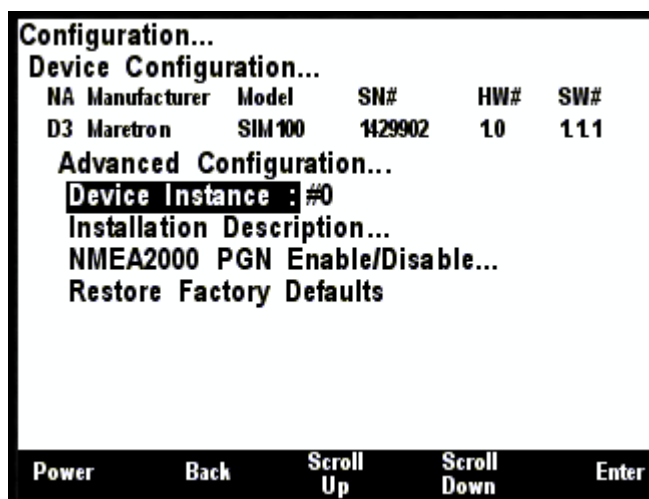 Configuration...
Device Configuration...
NA Manufacturer Model SN# HW# SW#
D3 Maretron SIM100 1429902 1.0 1.1.1
Advanced Configuration...
Device Instance : #0
Installation Description...
NMEA2000 PGN Enable/Disable...
Restore Factory Defaults
Power Back Scroll Up Scroll Down Enter